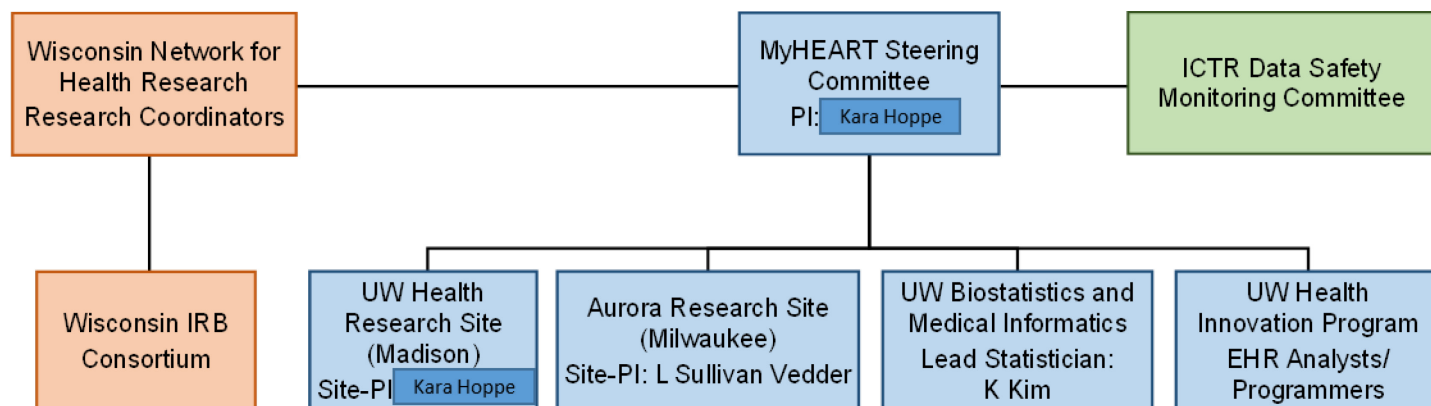 Wisconsin Network for
Health Research
Research Coordinators
MyHEART Steering
Committee
PI: Kara Hoppe
ICTR Data Safety
Monitoring Committee
Wisconsin IRB
Consortium
UW Health
Research Site
(Madison)
Site-PI Kara Hoppe
Aurora Research Site
(Milwaukee)
Site-PI: L Sullivan Vedder
UW Biostatistics and
Medical Informatics
Lead Statistician:
K Kim
UW Health
Innovation Program
EHR Analysts/
Programmers